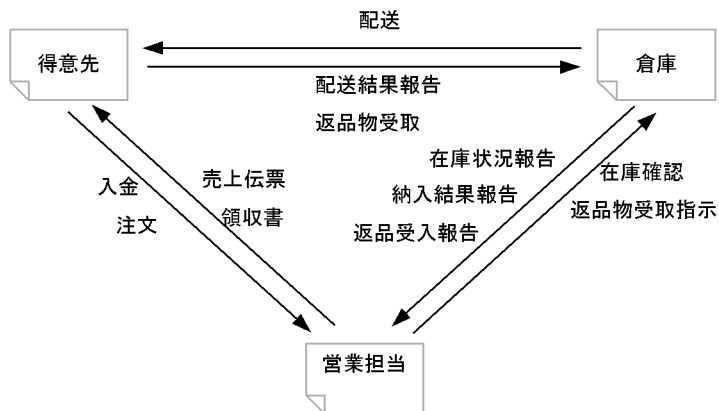 配送
得意先
倉庫
配送結果報告
返品物受取
在庫状況報告
在庫確認
売上伝票
入金
納入結果報告
返品物受取指示
領収書
注文
返品受入報告
営業担当